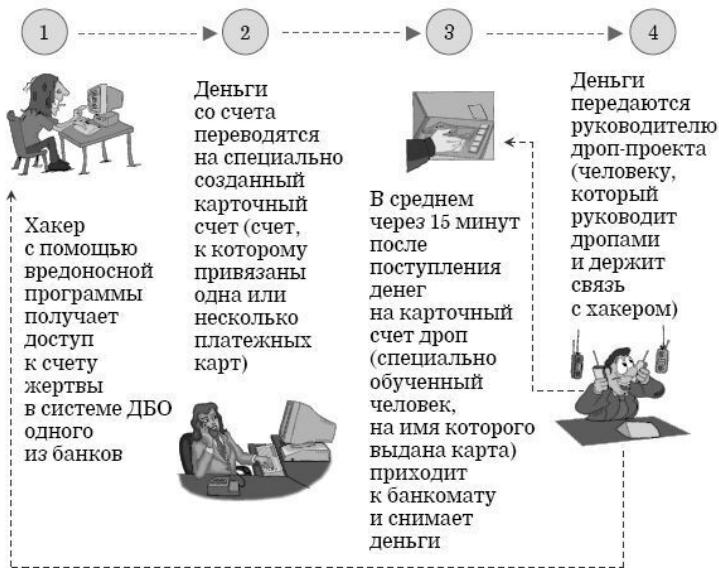 1
2
3
4
Хакер
с помощью
вредоносной
программы
получает
доступ
к счету
жертвы
в системе ДБО
одного
из банков
Деньги
со счета
переводятся
на специально
созданный
карточный
счет (счет,
к которому
привязаны
одна или
несколько
платежных
карт)
В среднем
через 15 минут
после
поступления
денег
на карточный
счет дроп
(специально
обученный
человек,
на имя которого
выдана карта)
приходит
к банкомату
и снимает
деньги
Деньги
передаются
руководителю
дроп-проекта
(человеку,
который
руководит
дропами
и держит
связь
с хакером)